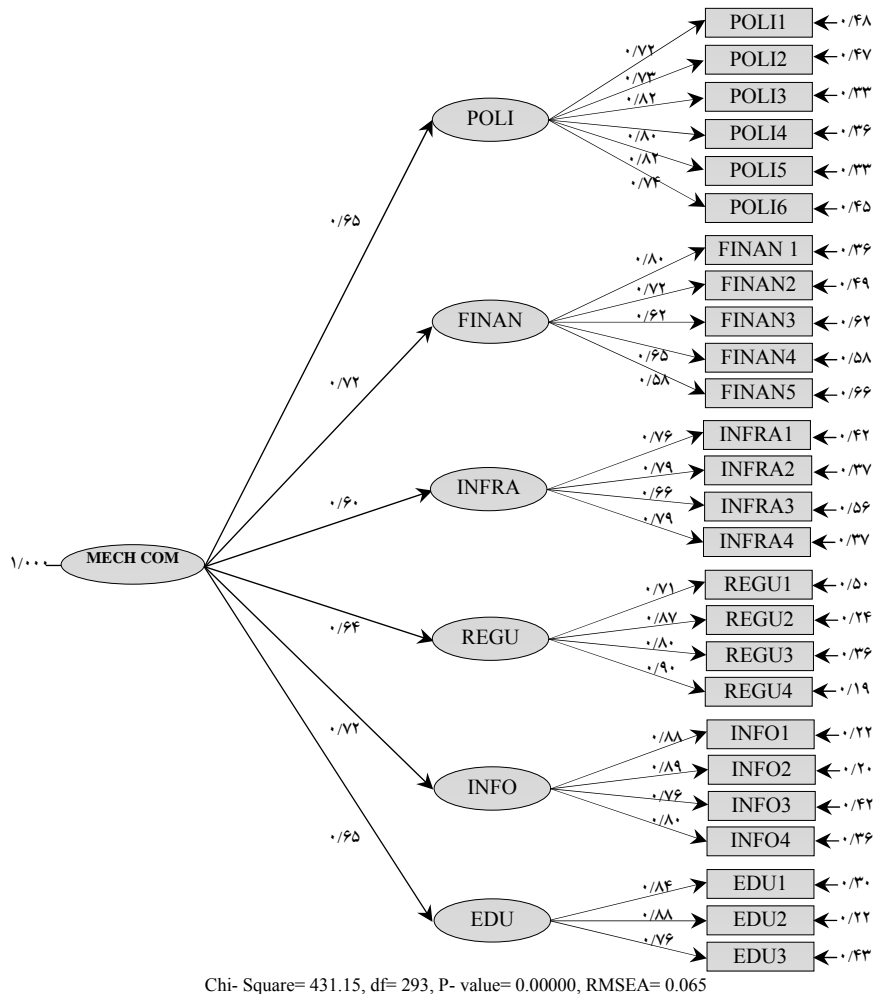 POLI1 ۰/۴۸
۰/۷۲
POLI2 ۰/۴۷
۰/۷۳
POLI3 ۰/۳۳
۰/۸۲
POLI
POLI4 ۰/۳۶
۰/۸۰
POLI5 ۰/۳۳
۰/۸۲
۰/۷۴
POLI6 ۰/۴۵
۰/۶۵
FINAN 1 ۰/۳۶
۰/۸۰
FINAN2 ۰/۴۹
۰/۷۲
۰/۶۲
FINAN FINAN3 ۰/۶۲
۰/۶۵
FINAN4 ۰/۵۸
۰/۷۲
۰/۵۸
FINAN5 ۰/۶۶
INFRA1 ۰/۴۲
۰/۷۶
INFRA2 ۰/۳۷
۰/۷۹
INFRA
۰/۶۰
۰/۶۶
INFRA3 ۰/۵۶
۰/۷۹
INFRA4 ۰/۳۷
۱/۰۰۰ MECH COM
REGU1 ۰/۵۰
۰/۷۱
REGU2 ۰/۲۴
۰/۶۴
۰/۸۷
REGU
۰/۸۰
REGU3 ۰/۳۶
۰/۹۰
REGU4 ۰/۱۹
INFO1 ۰/۲۲
۰/۷۲
۰/۸۸
INFO2 ۰/۲۰
۰/۸۹
INFO
۰/۷۶
INFO3 ۰/۴۲
۰/۸۰
INFO4 ۰/۳۶
۰/۶۵
EDU1 ۰/۳۰
۰/۸۴
EDU ۰/۸۸ EDU2 ۰/۲۲
۰/۷۶
EDU3 ۰/۴۳
Chi- Square= 431.15, df= 293, P- value= 0.00000, RMSEA= 0.065